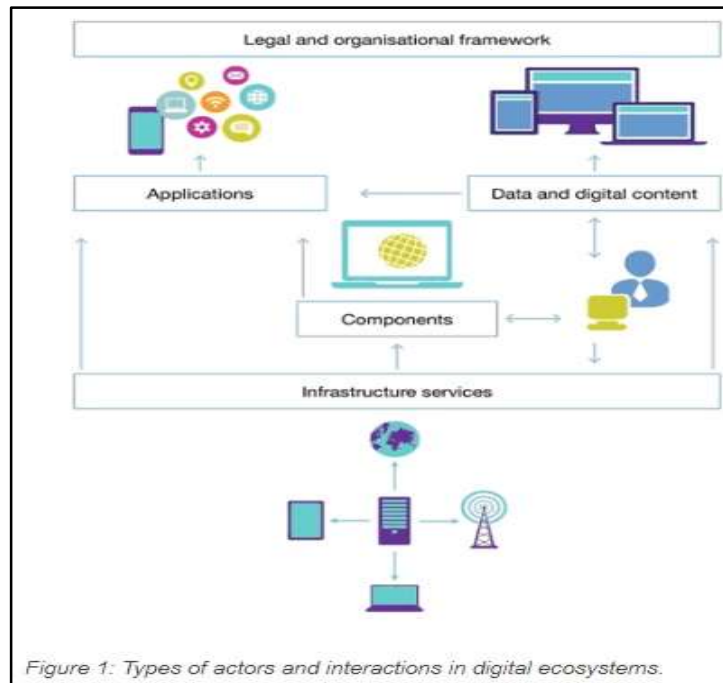 Legal and organisational framework
Applications
Data and digital content
Components
Infrastructure services
Figure 1: Types of actors and interactions in digital ecosystems.